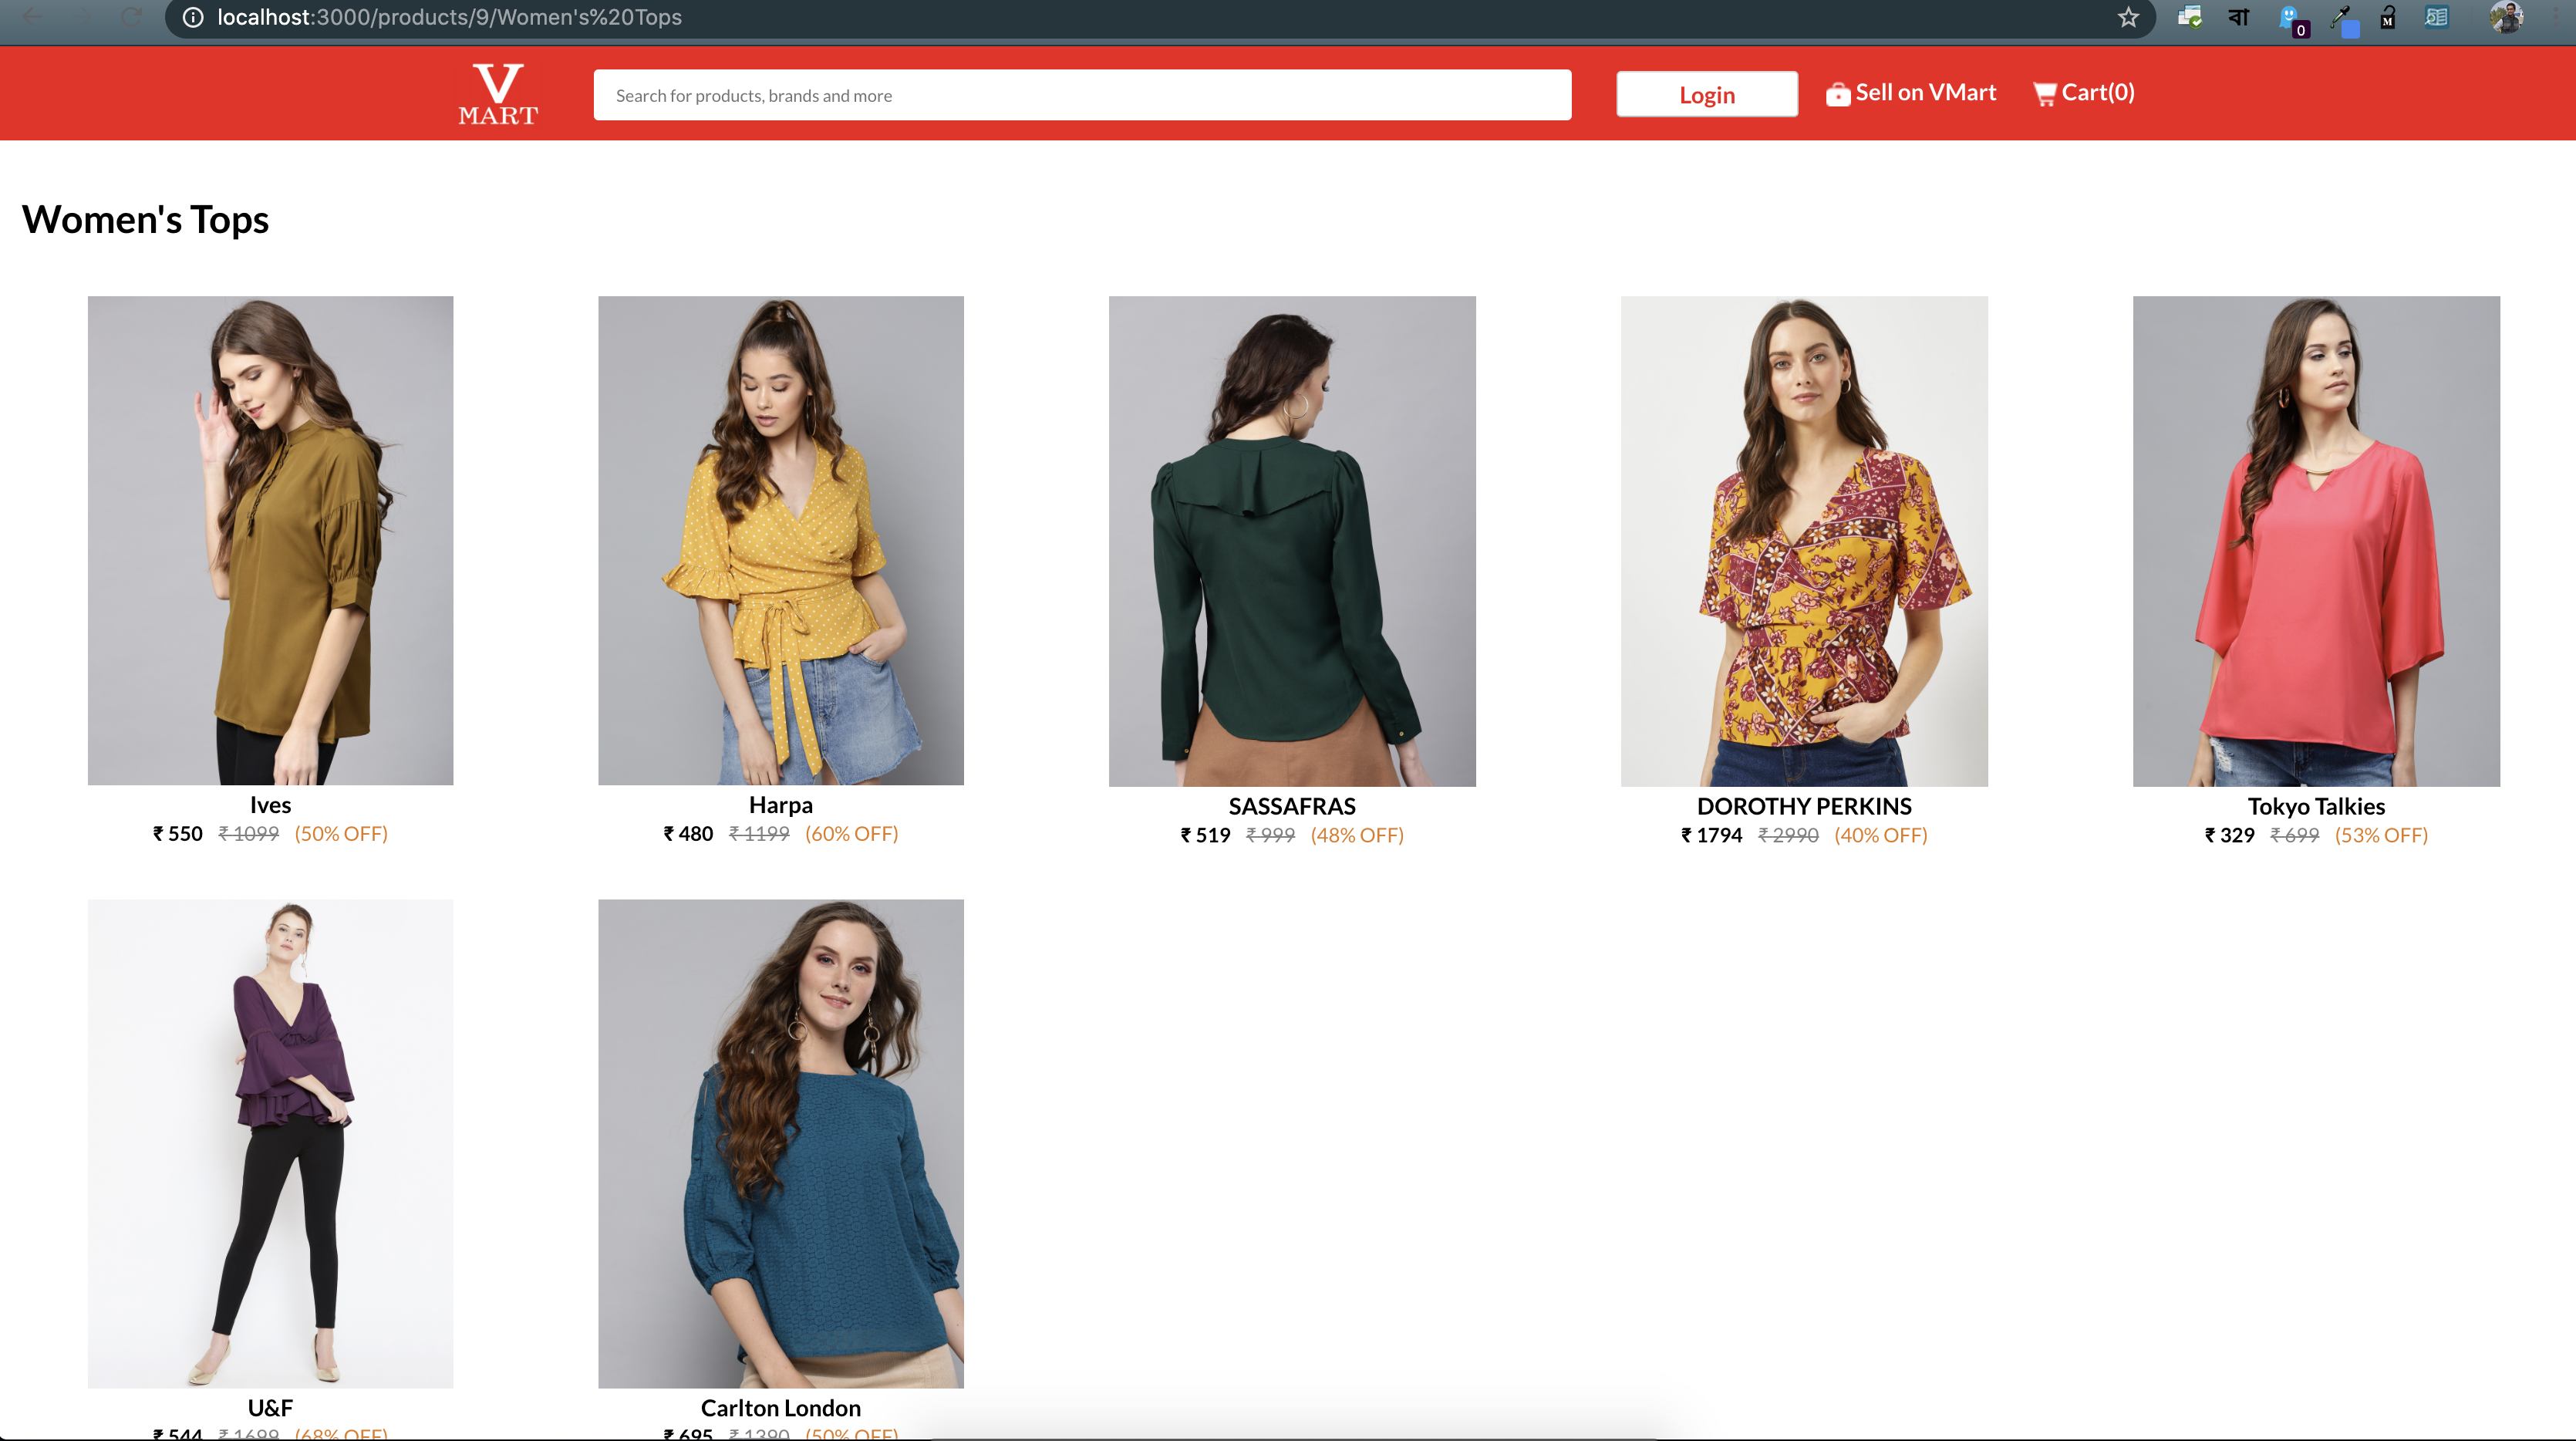 localhost:3000/products/9/Women's%20Tops
বা
0
M
V
MART
Search for products, brands and more
Login
Sell on VMart
Cart(0)
Women's Tops
Ives
₹ 550 ₹ 1099 (50% OFF)
Harpa
₹ 480 ₹ 1199 (60% OFF)
SASSAFRAS
₹ 519 ₹ 999 (48% OFF)
DOROTHY PERKINS
₹ 1794 ₹ 2990 (40% OFF)
Tokyo Talkies
₹ 329 ₹ 699 (53% OFF)
U&F
₹ 544 ₹ 1699 (68% OFF)
Carlton London
₹ 695 ₹ 1390 (50% OFF)